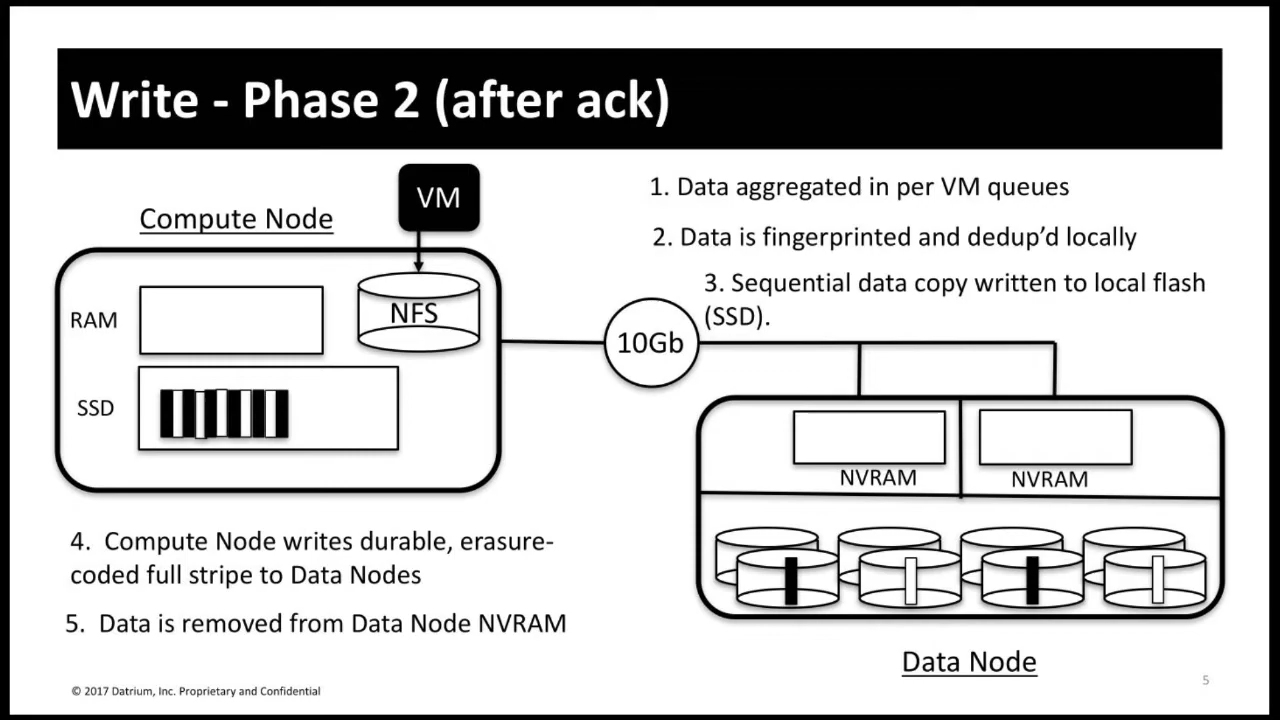 Write - Phase 2 (after ack)
VM
Compute Node
1. Data aggregated in per VM queues
2. Data is fingerprinted and dedup’d locally
3. Sequential data copy written to local flash
(SSD).
RAM
NFS
10Gb
SSD
NVRAM
NVRAM
4. Compute Node writes durable, erasure-
coded full stripe to Data Nodes
5. Data is removed from Data Node NVRAM
Data Node
© 2017 Datrium, Inc. Proprietary and Confidential
5